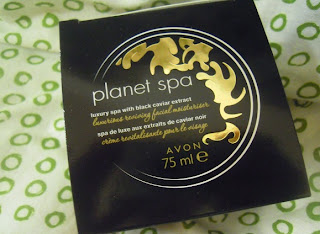 planet spa
luxury spa with black caviar extract
luxurious reviving facial moisturiser
spa de luxe aux extraits de caviar noir
crème revitalisante pour le visage
AVON
75 ml e